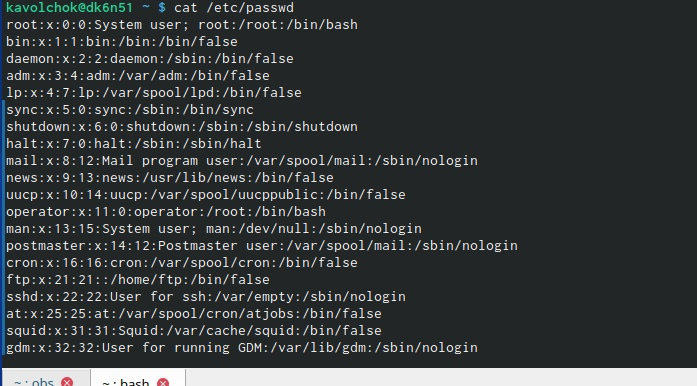 kavolchok@dk6n51 ~ $ cat /etc/passwd
root:x:0:0:System user; root:/root:/bin/bash
bin:x:1:1:bin:/bin:/bin/false
daemon:x:2:2:daemon:/sbin:/bin/false
adm:x:3:4:adm:/var/adm:/bin/false
lp:x:4:7:lp:/var/spool/lpd:/bin/false
sync:x:5:0:sync:/sbin:/bin/sync
shutdown:x:6:0:shutdown:/sbin:/sbin/shutdown
halt:x:7:0:halt:/sbin:/sbin/halt
mail:x:8:12:Mail program user:/var/spool/mail:/sbin/nologin
news:x:9:13:news:/usr/lib/news:/bin/false
uucp:x:10:14:uucp:/var/spool/uucppublic:/bin/false
operator:x:11:0:operator:/root:/bin/bash
man:x:13:15:System user; man:/dev/null:/sbin/nologin
postmaster:x:14:12:Postmaster user:/var/spool/mail:/sbin/nologin
cron:x:16:16:cron:/var/spool/cron:/bin/false
ftp:x:21:21::/home/ftp:/bin/false
sshd:x:22:22:User for ssh:/var/empty:/sbin/nologin
at:x:25:25:at:/var/spool/cron/atjobs:/bin/false
squid:x:31:31:Squid:/var/cache/squid:/bin/false
gdm:x:32:32:User for running GDM:/var/lib/gdm:/sbin/nologin
~ : obs ~ : bash